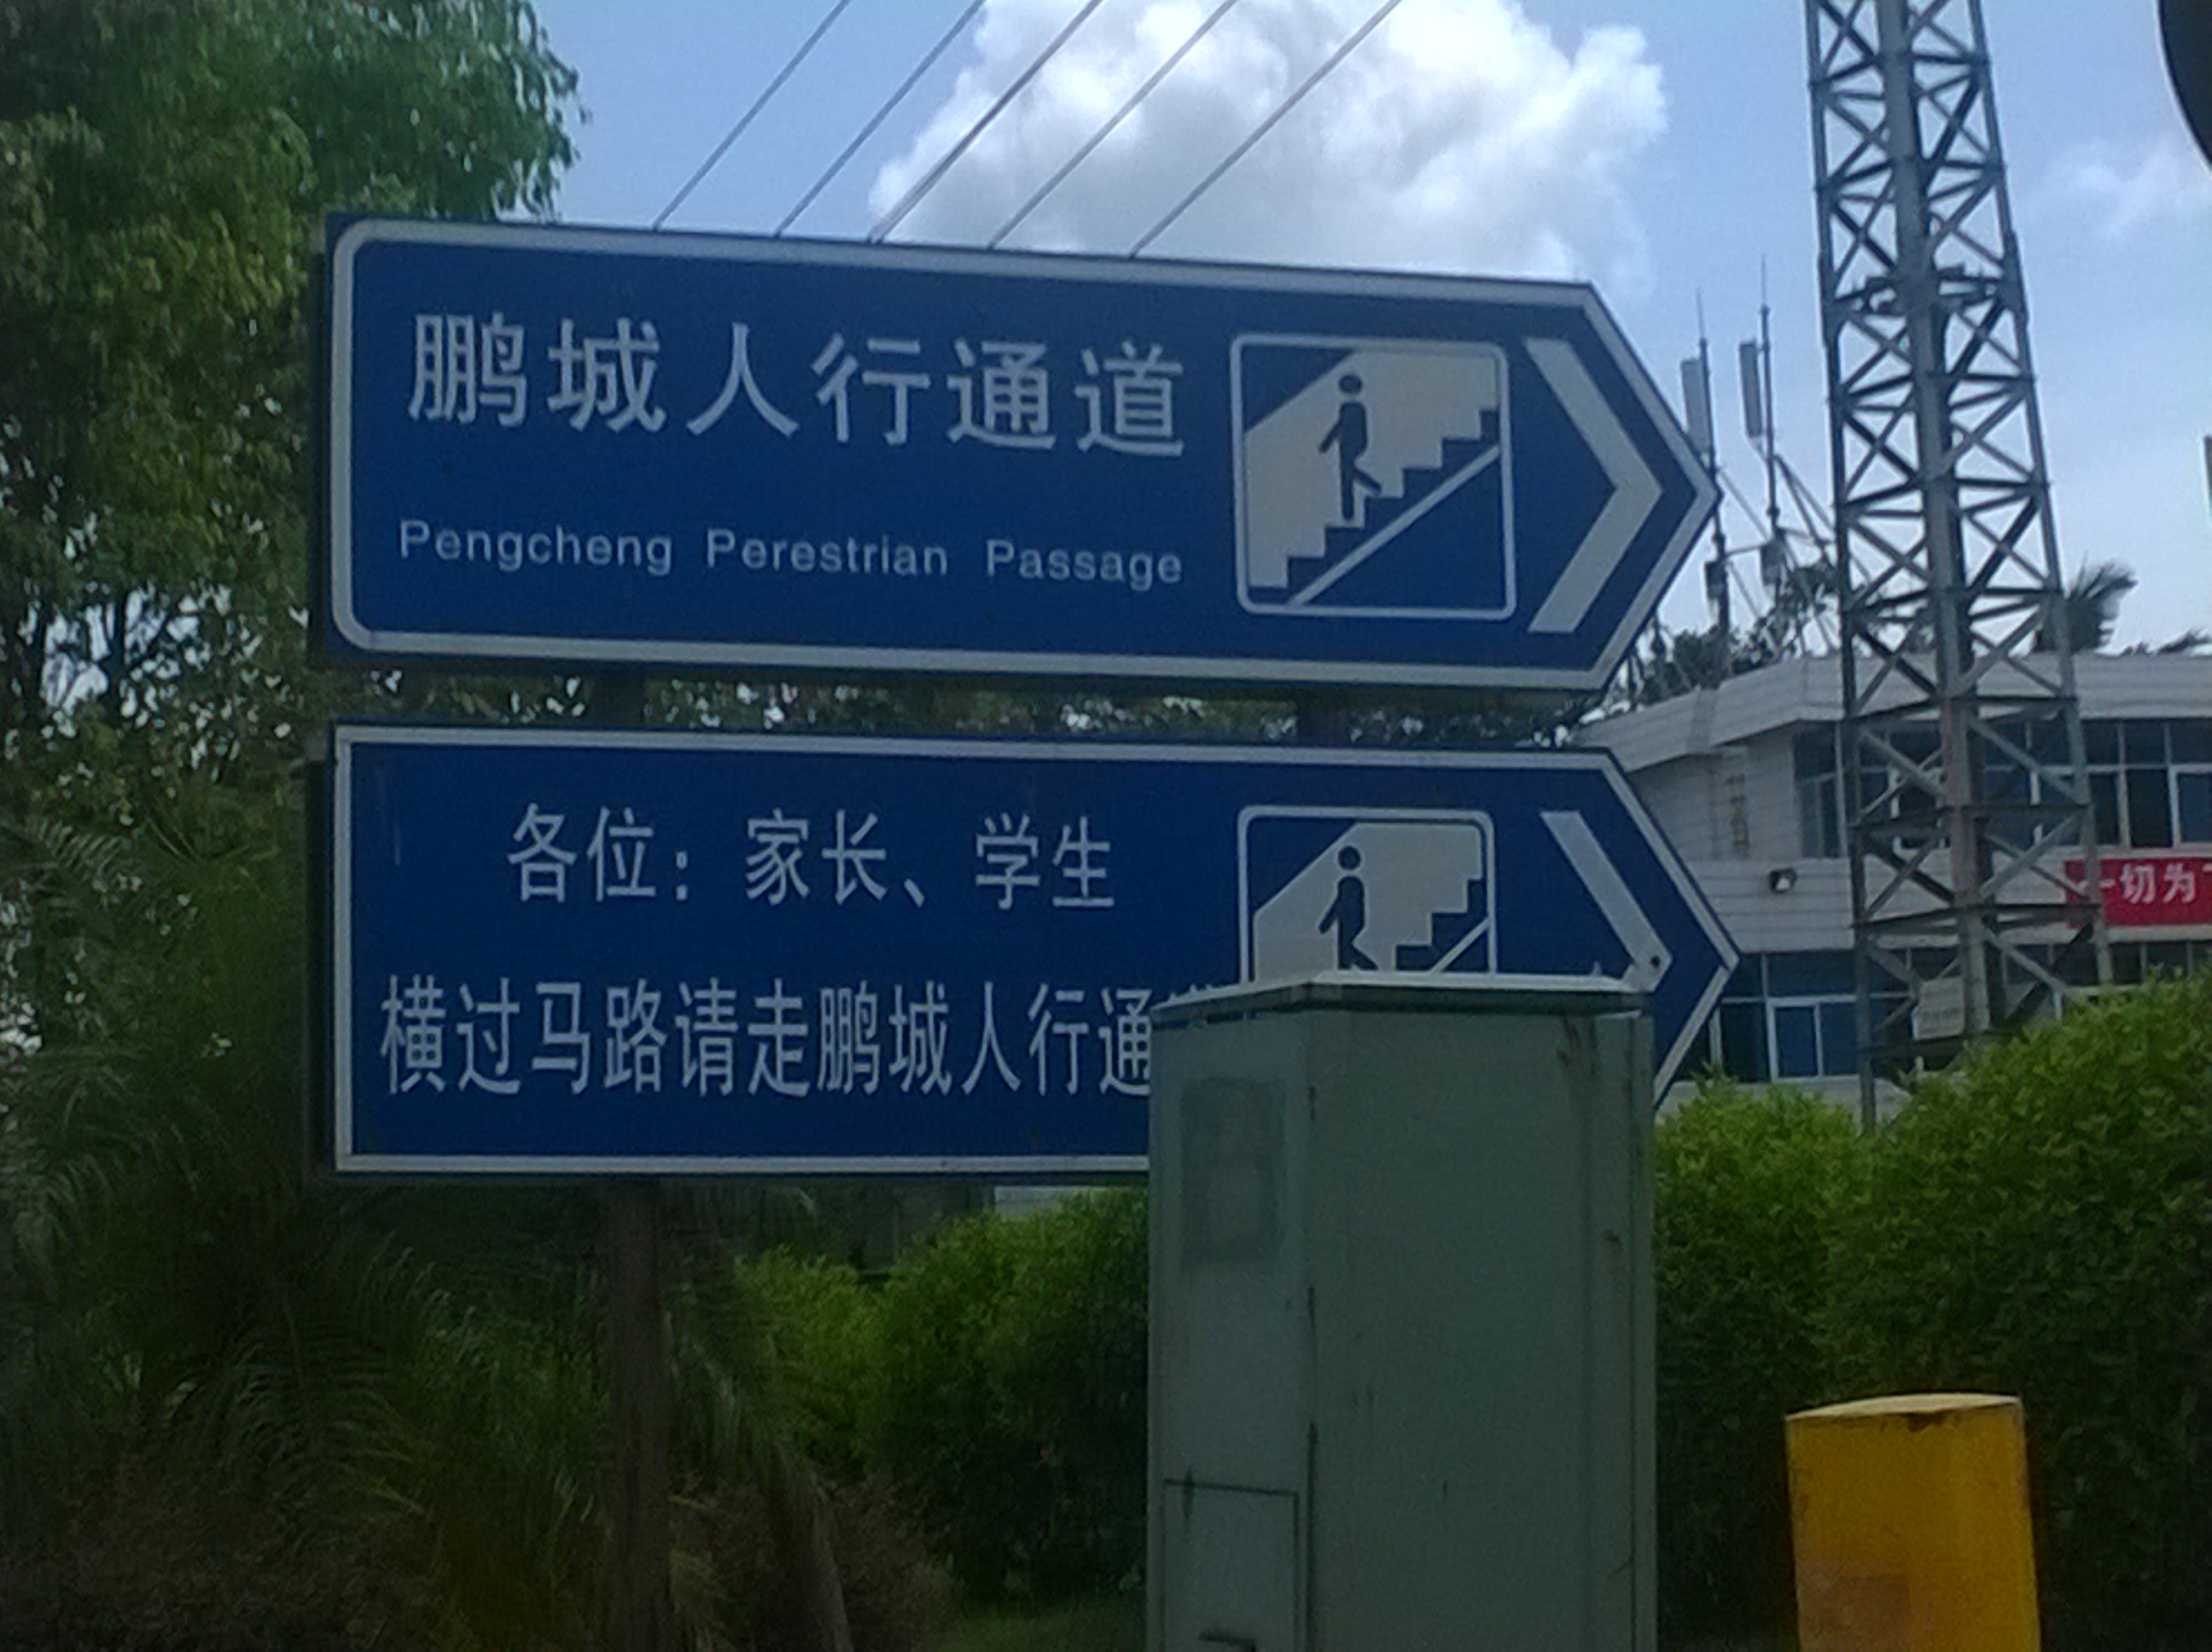 鹏城人行通道
Pengcheng Perestrian Passage
各位：家长、学生
横过马路请走鹏城人行通
一切为